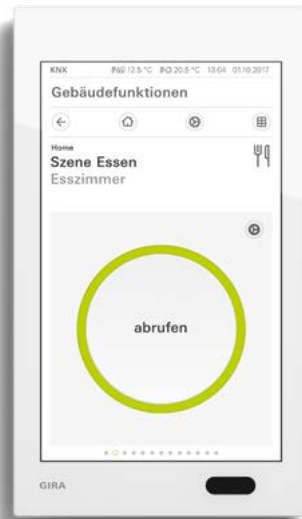 KNX 12.5 °C 20.5 °C 13:04 01.10.2017
Gebäudefunktionen
Home
Szene Essen
Esszimmer
abrufen
GIRA